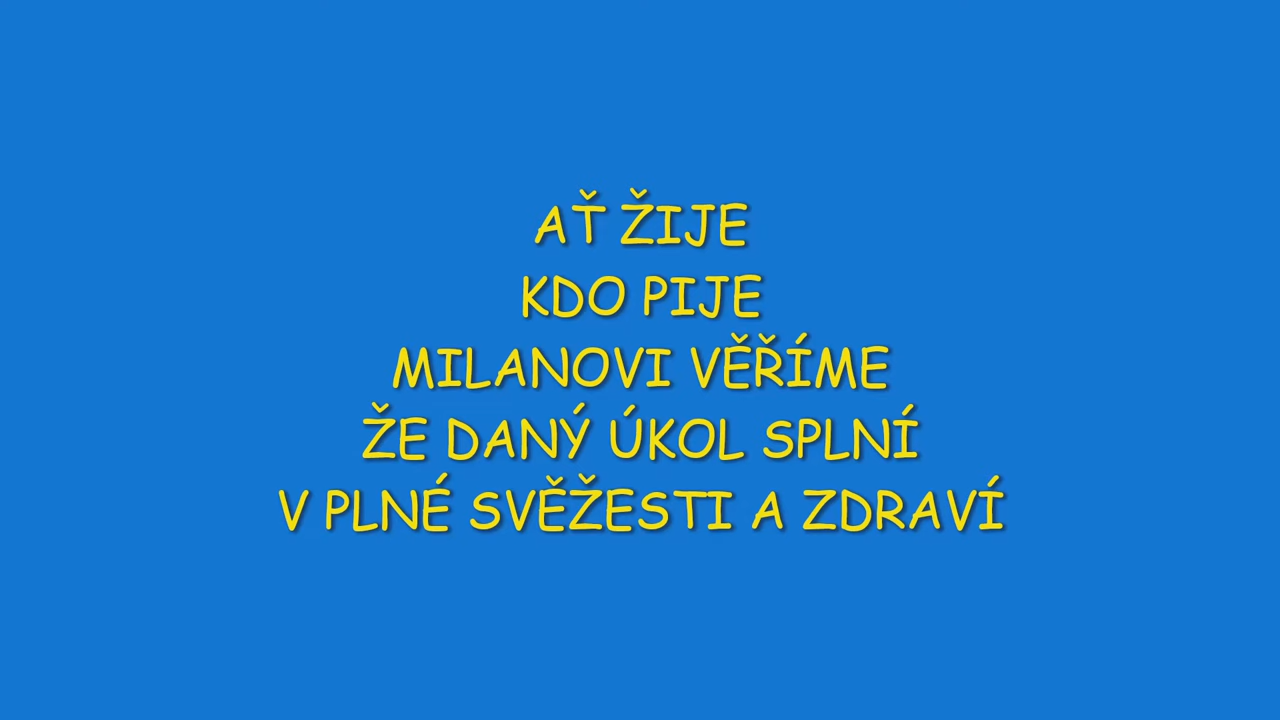 AŤ ŽIJE
KDO PIJE
MILANOVI VĚŘÍME
ŽE DANÝ ÚKOL SPLNÍ
V PLNÉ SVĚŽESTI A ZDRAVÍ